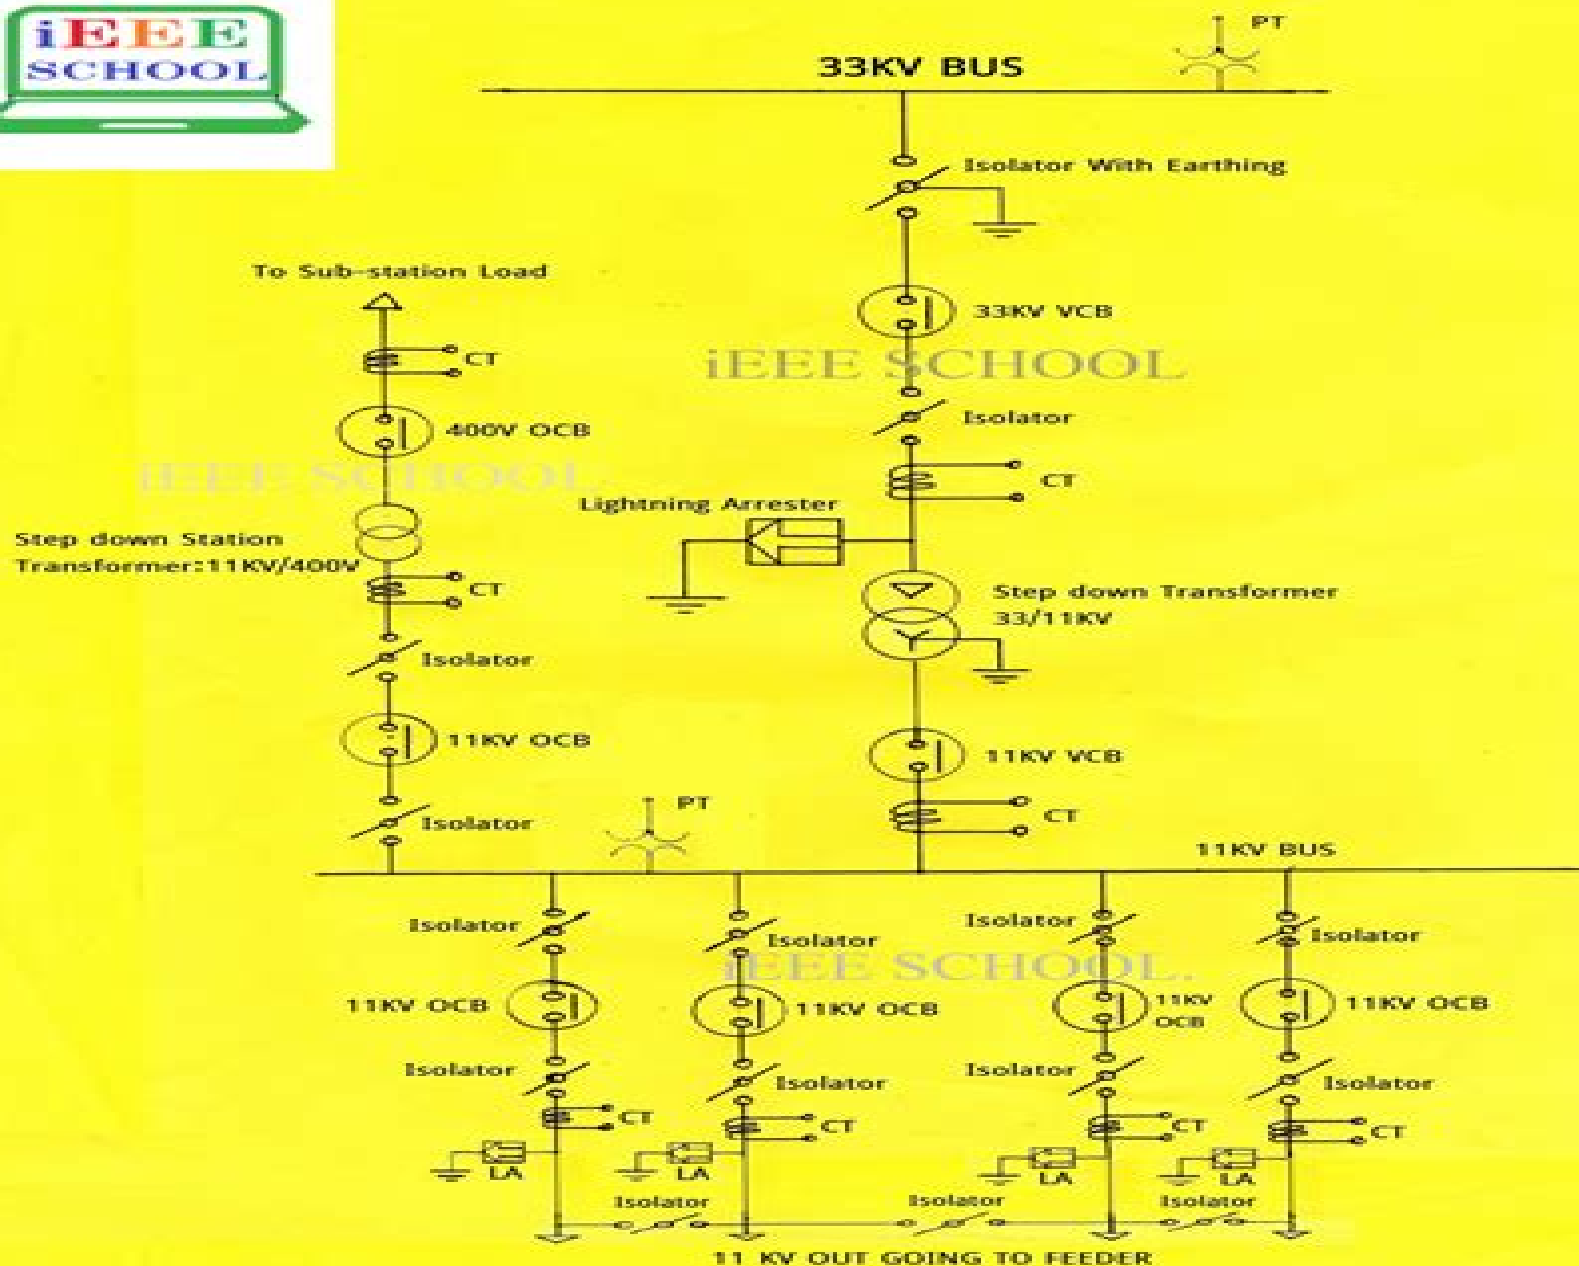 iEEE
SCHOOL
PT
33KV BUS
Isolator With Earthing
To Sub-station Load
33KV VCB
CT
iEEE SCHOOL
Isolator
400V OCB
iEEE SCHOOL
CT
Lightning Arrester
Step down Station
Transformer:11KV/400V
CT
Step down Transformer
33/11KV
Isolator
11KV OCB
11KV VCB
PT
CT
Isolator
11KV BUS
Isolator
Isolator
Isolator
Isolator
iEEE SCHOOL.
11KV OCB
11KV OCB
11KV
OCB
11KV OCB
Isolator
Isolator
Isolator
Isolator
CT
CT
CT
CT
LA
LA
LA
LA
Isolator
Isolator
Isolator
11 KV OUT GOING TO FEEDER